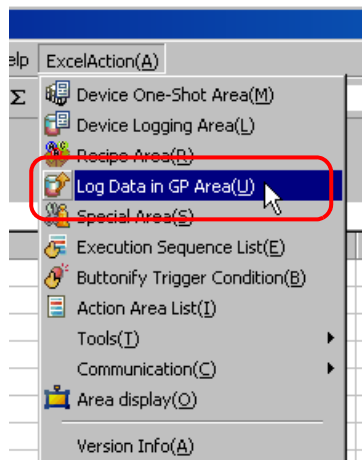 elp ExcelAction(A)
Σ
Device One-Shot Area(M)
Device Logging Area(L)
Recipe Area(R)
Log Data in GP Area(U)
Special Area(S)
Execution Sequence List(E)
Buttonify Trigger Condition(B)
Action Area List(I)
Tools(T)
Communication(C)
Area display(O)
Version Info(A)